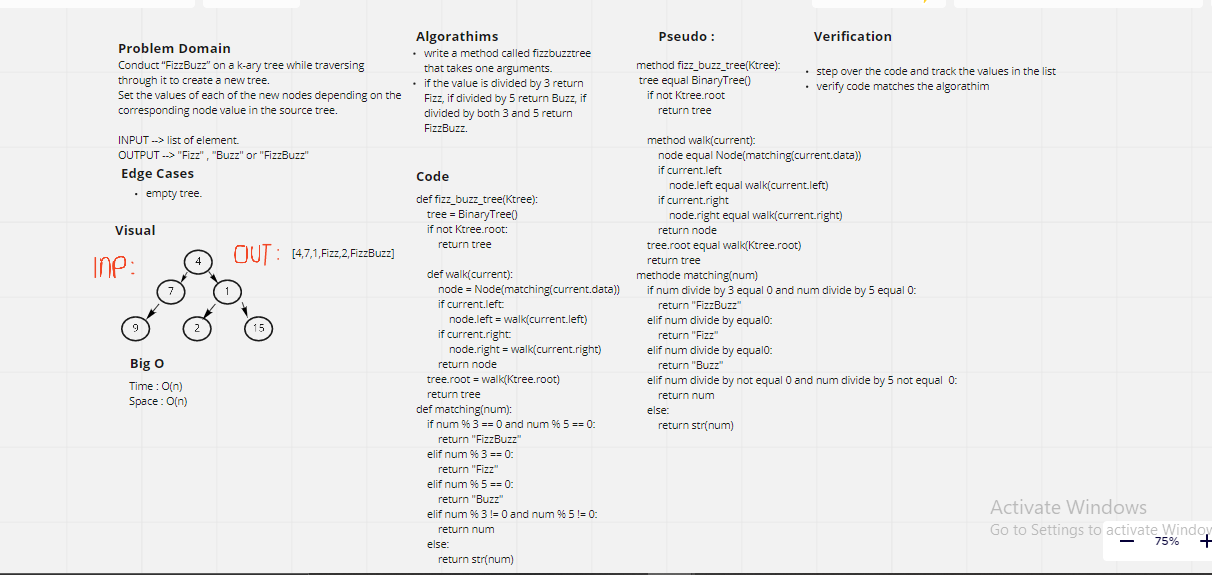 Problem Domain
Conduct "FizzBuzz" on a k-ary tree while traversing
through it to create a new tree.
Set the values of each of the new nodes depending on the
corresponding node value in the source tree.
INPUT --> list of element.
OUTPUT --> "Fizz" , "Buzz" or "FizzBuzz"
Edge Cases
• empty tree.
Visual
INP:
OUT :
[4,7,1,Fizz,2,FizzBuzz]
4
7
1
9
2
15
Big O
Time : O(n)
Space : O(n)
Algorathims
• write a method called fizzbuzztree
that takes one arguments.
• if the value is divided by 3 return
Fizz, if divided by 5 return Buzz, if
divided by both 3 and 5 return
FizzBuzz.
Code
def fizz_buzz_tree(Ktree):
tree = BinaryTree()
if not Ktree.root:
return tree
def walk(current):
node = Node(matching(current.data))
if current.left:
node.left = walk(current.left)
if current.right:
node.right = walk(current.right)
return node
tree.root = walk(Ktree.root)
return tree
def matching(num):
if num % 3 == 0 and num % 5 == 0:
return "FizzBuzz"
elif num % 3 == 0:
return "Fizz"
elif num % 5 == 0:
return "Buzz"
elif num % 3 != 0 and num % 5 != 0:
return num
else:
return str(num)
Pseudo :
method fizz_buzz_tree(Ktree):
tree equal BinaryTree()
if not Ktree.root
return tree
method walk(current):
node equal Node(matching(current.data))
if current.left
node.left equal walk(current.left)
if current.right
node.right equal walk(current.right)
return node
tree.root equal walk(Ktree.root)
return tree
methode matching(num)
if num divide by 3 equal 0 and num divide by 5 equal 0:
return "FizzBuzz"
elif num divide by equal0:
return "Fizz"
elif num divide by equal0:
return "Buzz"
elif num divide by not equal 0 and num divide by 5 not equal 0:
return num
else:
return str(num)
Verification
• step over the code and track the values in the list
• verify code matches the algorathim
Activate Windows
Go to Settings to activate Window
75%